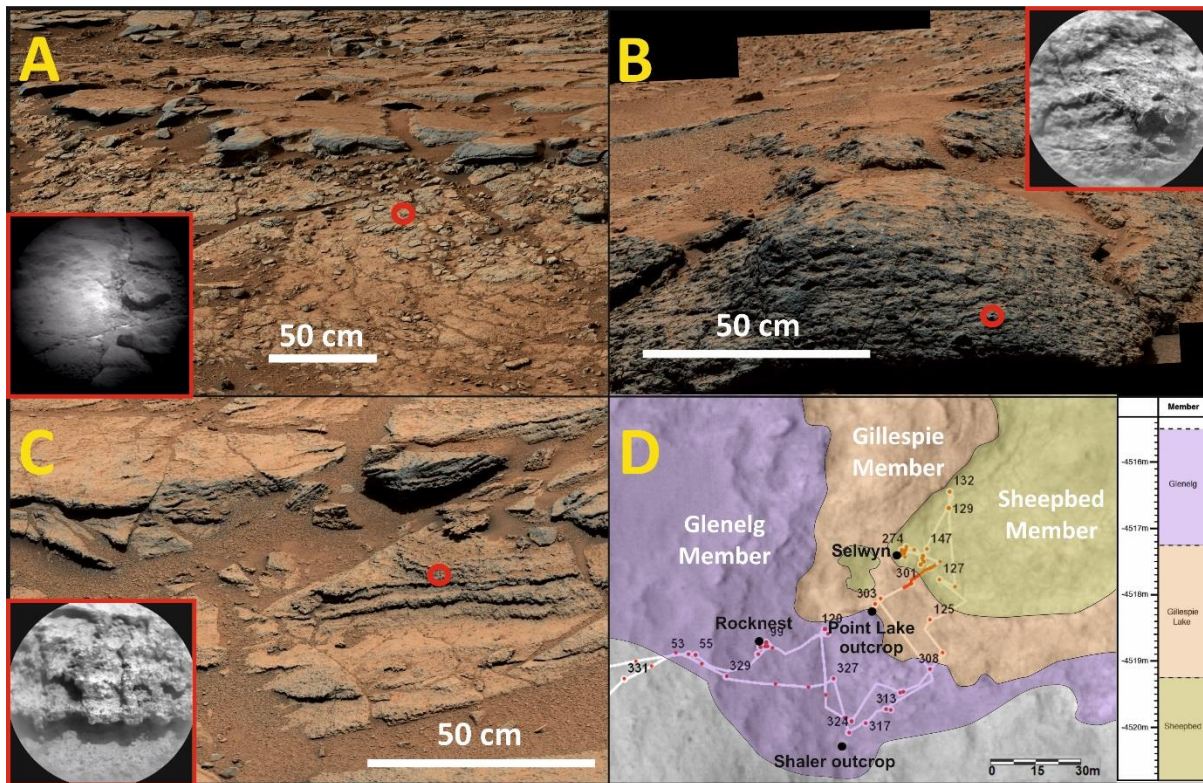 A
50 cm
B
50 cm
C
50 cm
D
Gillespie
Member
Glenelg
Member
Sheepbed
Member
132
129
274
147
Selwyn
301
127
303
125
120
Point Lake
outcrop
Rocknest
99
53
55
329
327
308
331
313
324
317
Shaler outcrop
0 15 30m
Member
-4516m
-4517m
-4518m
-4519m
-4520m
Glenelg
Gillespie
Lake
Sheepbed